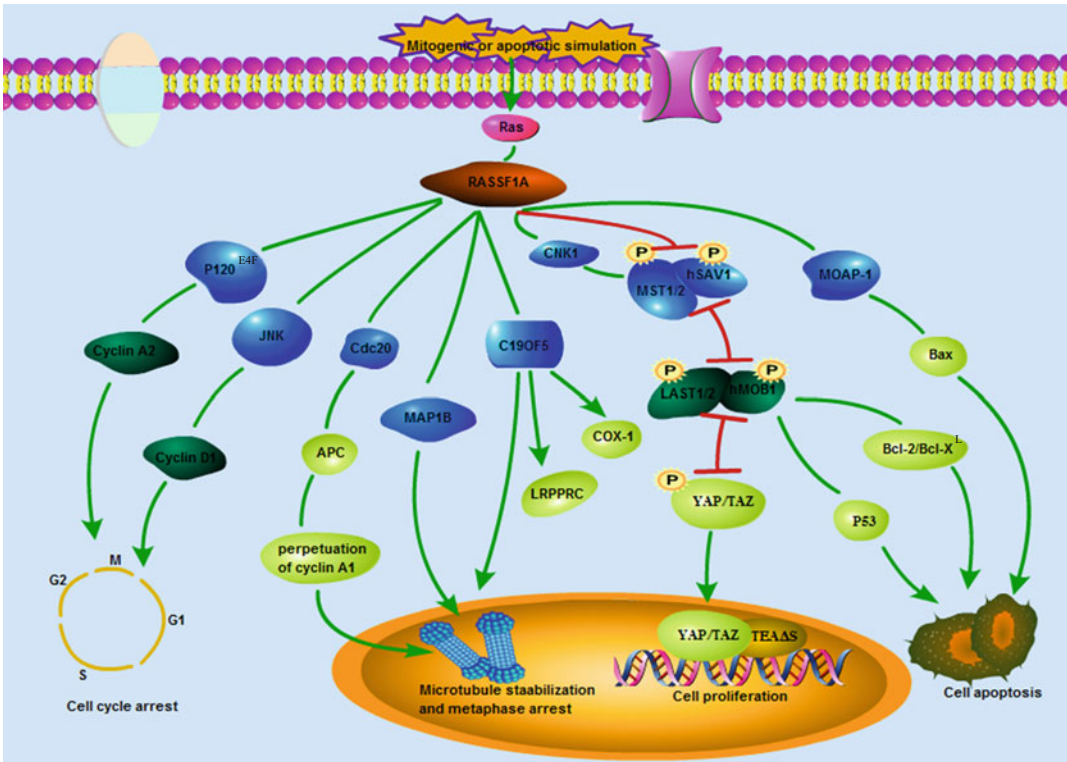 Mitogenic or apoptotic simulation
Ras
RASSF1A
P120 E4F
CNK1
P
P
hSAV1
MST1/2
MOAP-1
Cyclin A2
JNK
Cdc20
C19OF5
Bax
P
P
LAST1/2
hMOB1
MAP1B
COX-1
Cyclin D1
APC
Bcl-2/Bcl-X L
LRPPRC
P
YAP/TAZ
P53
perpetuation
of cyclin A1
M
G2
G1
S
YAP/TAZ
TEAΔS
Microtubule staabilization
and metaphase arrest
Cell proliferation
Cell apoptosis
Cell cycle arrest